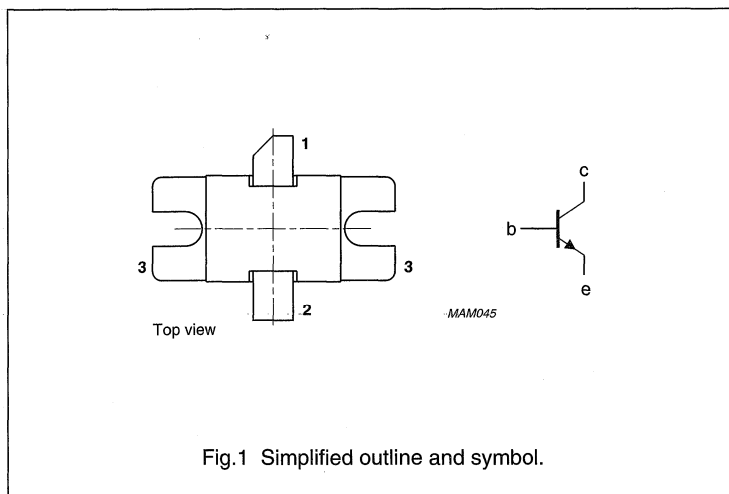 1
c
b
3
3
e
2
MAM045
Top view
Fig.1 Simplified outline and symbol.